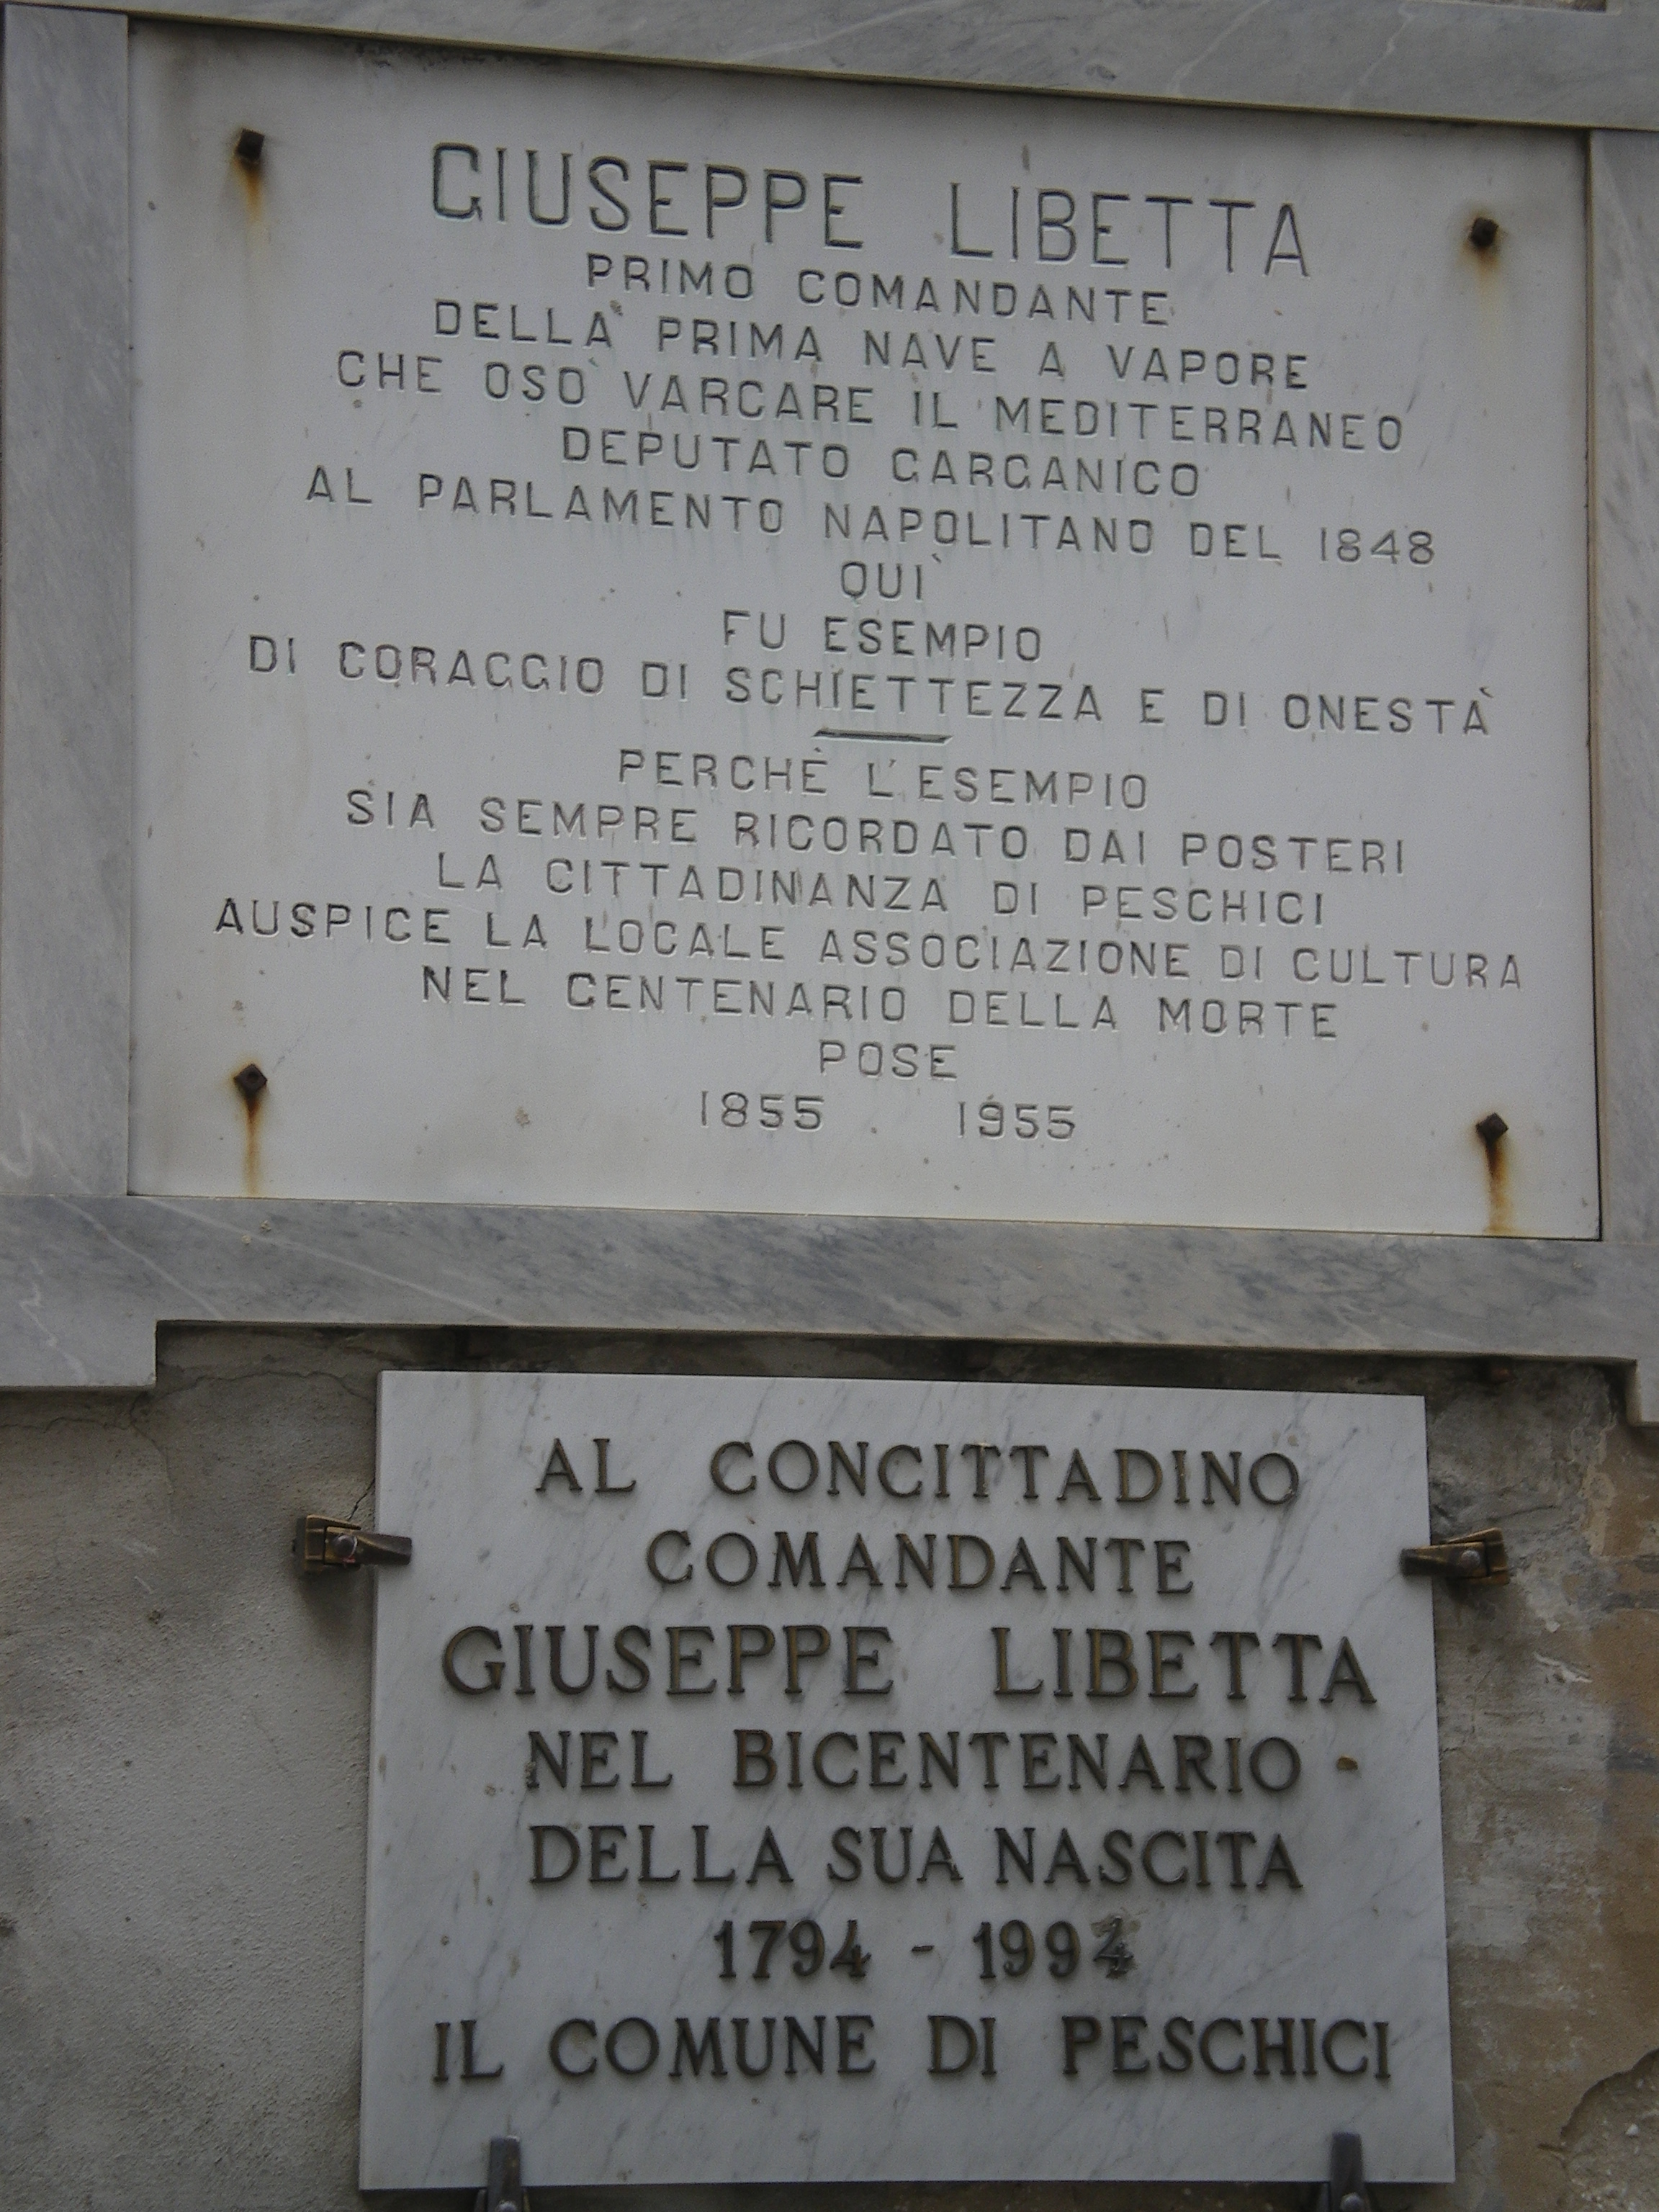 GIUSEPPE LIBETTA
PRIMO COMANDANTE
DELLA PRIMA NAVE A VAPORE
CHE OSÒ VARCARE IL MEDITERRANEO
DEPUTATO GARGANICO
AL PARLAMENTO NAPOLITANO DEL 1848
QUÌ
FU ESEMPIO
DI CORAGGIO DI SCHIETTEZZA E DI ONESTÀ
PERCHÈ L'ESEMPIO
SIA SEMPRE RICORDATO DAI POSTERI
LA CITTADINANZA DI PESCHICI
AUSPICE LA LOCALE ASSOCIAZIONE DI CULTURA
NEL CENTENARIO DELLA MORTE
POSE
1855 1955
AL CONCITTADINO
COMANDANTE
GIUSEPPE LIBETTA
NEL BICENTENARIO
DELLA SUA NASCITA
1794 - 1994
IL COMUNE DI PESCHICI